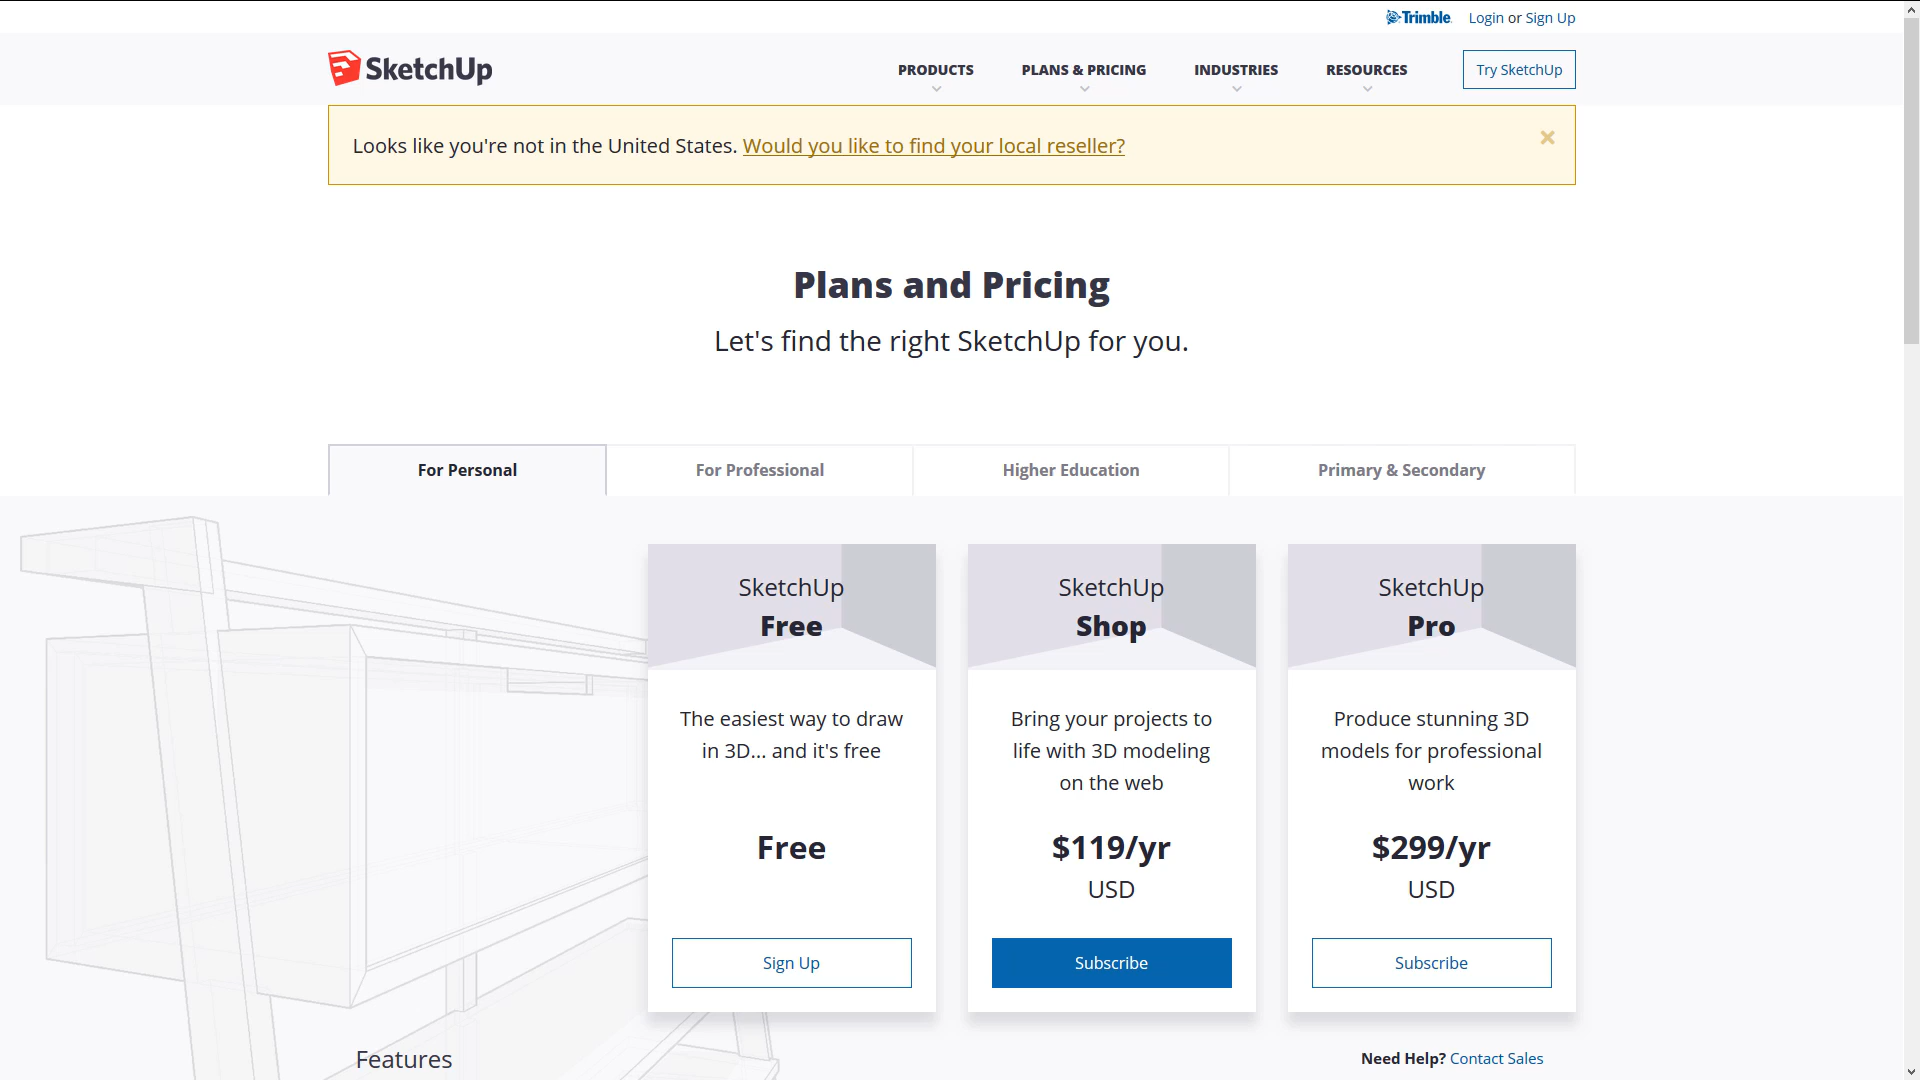 Trimble Login or Sign Up
SketchUp PRODUCTS PLANS & PRICING INDUSTRIES RESOURCES Try SketchUp
Looks like you're not in the United States. Would you like to find your local reseller?
Plans and Pricing
Let's find the right SketchUp for you.
For Personal For Professional Higher Education Primary & Secondary
SketchUp
Free
The easiest way to draw
in 3D... and it's free
Free
Sign Up
SketchUp
Shop
Bring your projects to
life with 3D modeling
on the web
$119/yr
USD
Subscribe
SketchUp
Pro
Produce stunning 3D
models for professional
work
$299/yr
USD
Subscribe
Features
Need Help? Contact Sales